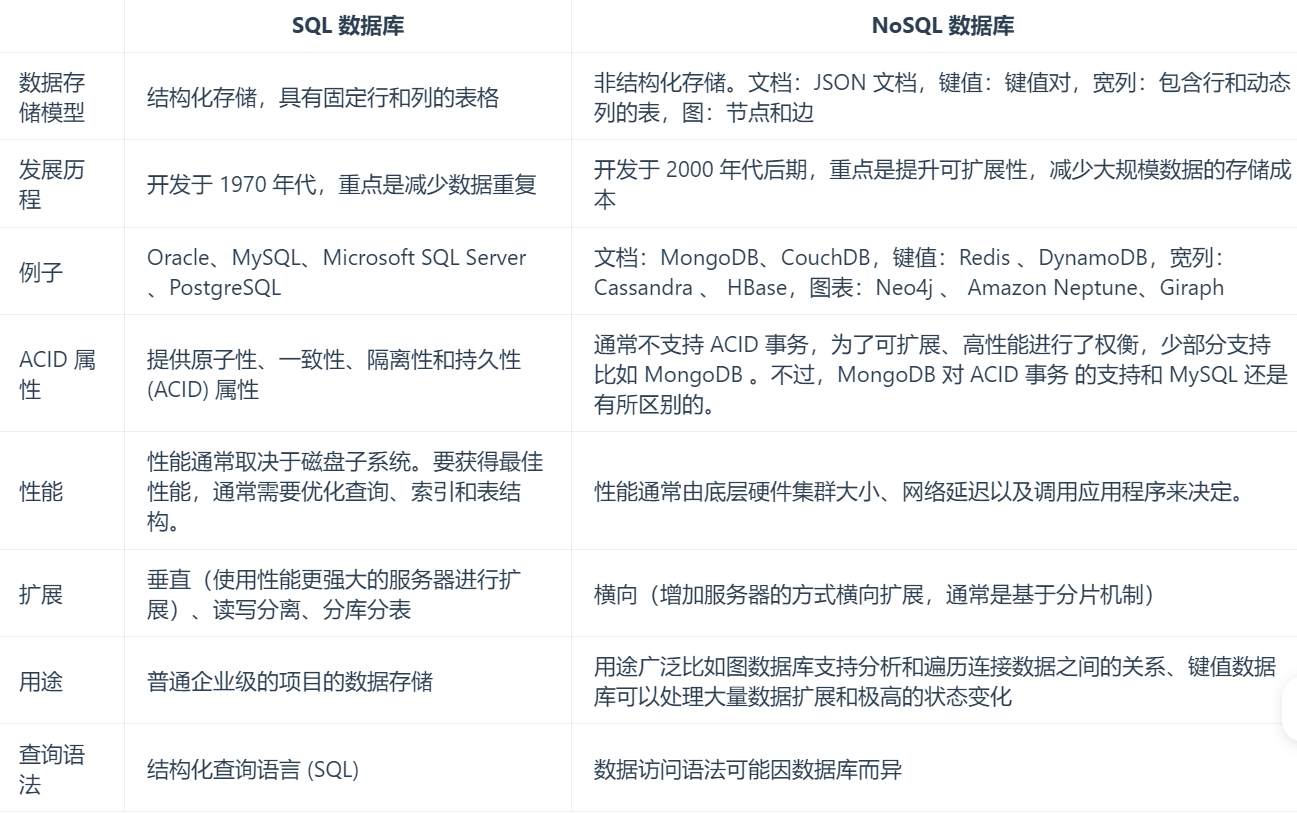 SQL 数据库
NoSQL 数据库
数据存
储模型
结构化存储，具有固定行和列的表格
非结构化存储。文档：JSON 文档，键值：键值对，宽列：包含行和动态
列的表，图：节点和边
发展历
程
开发于 1970 年代，重点是减少数据重复
开发于 2000 年代后期，重点是提升可扩展性，减少大规模数据的存储成
本
例子
Oracle、MySQL、Microsoft SQL Server
、PostgreSQL
文档：MongoDB、CouchDB，键值：Redis 、DynamoDB，宽列：
Cassandra 、 HBase，图表：Neo4j 、 Amazon Neptune、Giraph
ACID 属
性
提供原子性、一致性、隔离性和持久性
(ACID) 属性
通常不支持 ACID 事务，为了可扩展、高性能进行了权衡，少部分支持
比如 MongoDB 。不过，MongoDB 对 ACID 事务 的支持和 MySQL 还是
有所区别的。
性能
性能通常取决于磁盘子系统。要获得最佳
性能，通常需要优化查询、索引和表结
构。
性能通常由底层硬件集群大小、网络延迟以及调用应用程序来决定。
扩展
垂直（使用性能更强大的服务器进行扩
展）、读写分离、分库分表
横向（增加服务器的方式横向扩展，通常是基于分片机制）
用途
普通企业级的项目的数据存储
用途广泛比如图数据库支持分析和遍历连接数据之间的关系、键值数据
库可以处理大量数据扩展和极高的状态变化
查询语
法
结构化查询语言 (SQL)
数据访问语法可能因数据库而异